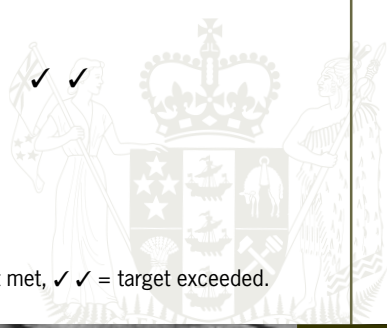 ✓ ✓
met, ✓ ✓ = target exceeded.